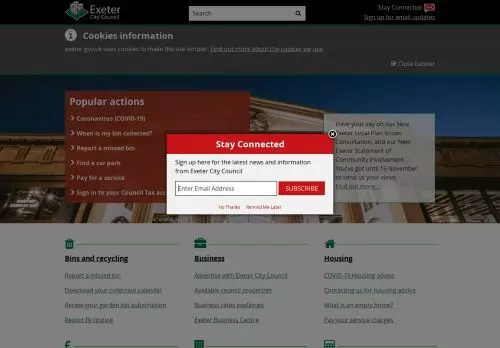 Exeter
City Council
Search
Stay Connected
Sign up for email updates
Cookies information
exeter.gov.uk uses cookies to make the site simpler. Find out more about the cookies we use.
Close banner
Popular actions
Coronavirus (COVID-19)
When is my bin collected?
Report a missed bin
Find a car park
Pay for a service
Sign in to your Council Tax acco
Have your say on our New
Exeter Local Plan Issues
Consultation, and our New
Exeter Statement of
Community Involvement.
You've got until 15 November
to send us your views.
Find out more...
Stay Connected
Sign up here for the latest news and information
from Exeter City Council
Enter Email Address
SUBSCRIBE
No Thanks Remind Me Later
Bins and recycling
Report a missed bin
Download your collection calendar
Renew your garden bin subscription
Report fly tipping
Business
Advertise with Exeter City Council
Available council properties
Business rates explained
Exeter Business Centre
Housing
COVID-19 Housing advice
Contacting us for housing advice
What is an empty home?
Pay your service charges